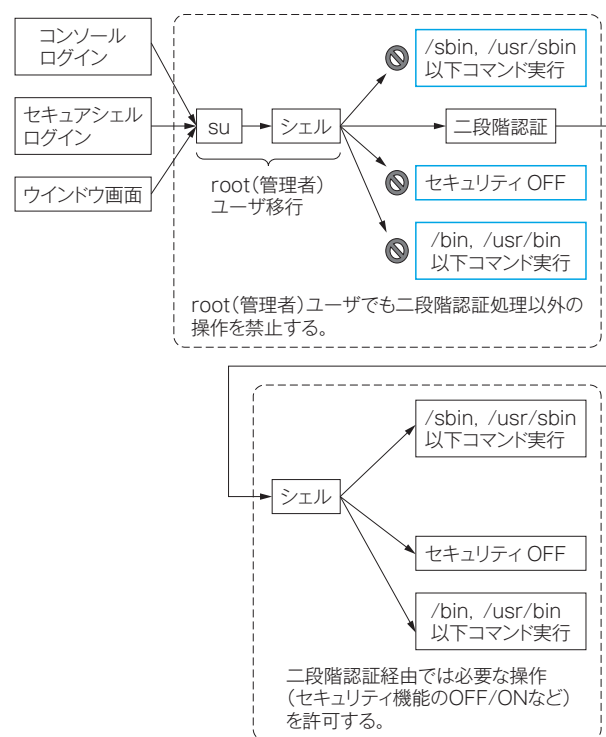 コンソール
ログイン
セキュアシェル
ログイン
ウインドウ画面
su
シェル
root(管理者)
ユーザ移行
/sbin, /usr/sbin
以下コマンド実行
二段階認証
セキュリティ OFF
/bin, /usr/bin
以下コマンド実行
root(管理者)ユーザでも二段階認証処理以外の
操作を禁止する。
シェル
/sbin, /usr/sbin
以下コマンド実行
セキュリティ OFF
/bin, /usr/bin
以下コマンド実行
二段階認証経由では必要な操作
(セキュリティ機能のOFF/ONなど)
を許可する。